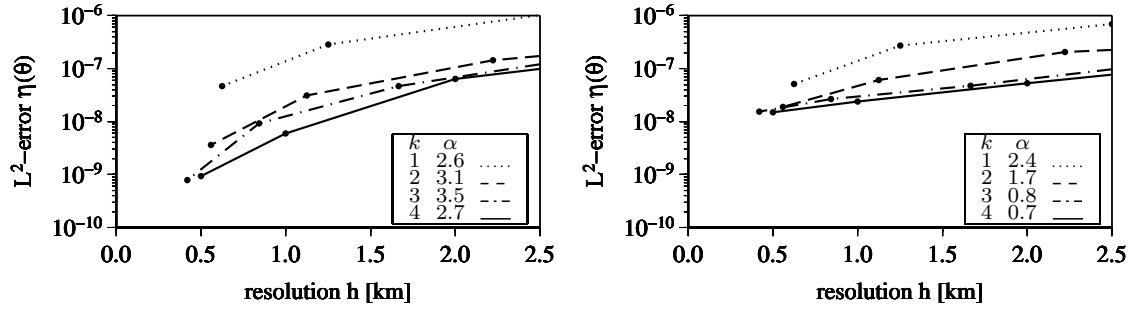 10⁻⁶
10⁻⁷
10⁻⁸
10⁻⁹
10⁻¹⁰
L²−error η(θ)
k α
1 2.6
2 3.1
3 3.5
4 2.7
0.0 0.5 1.0 1.5 2.0 2.5
resolution h [km]
10⁻⁶
10⁻⁷
10⁻⁸
10⁻⁹
10⁻¹⁰
L²−error η(θ)
k α
1 2.4
2 1.7
3 0.8
4 0.7
0.0 0.5 1.0 1.5 2.0 2.5
resolution h [km]